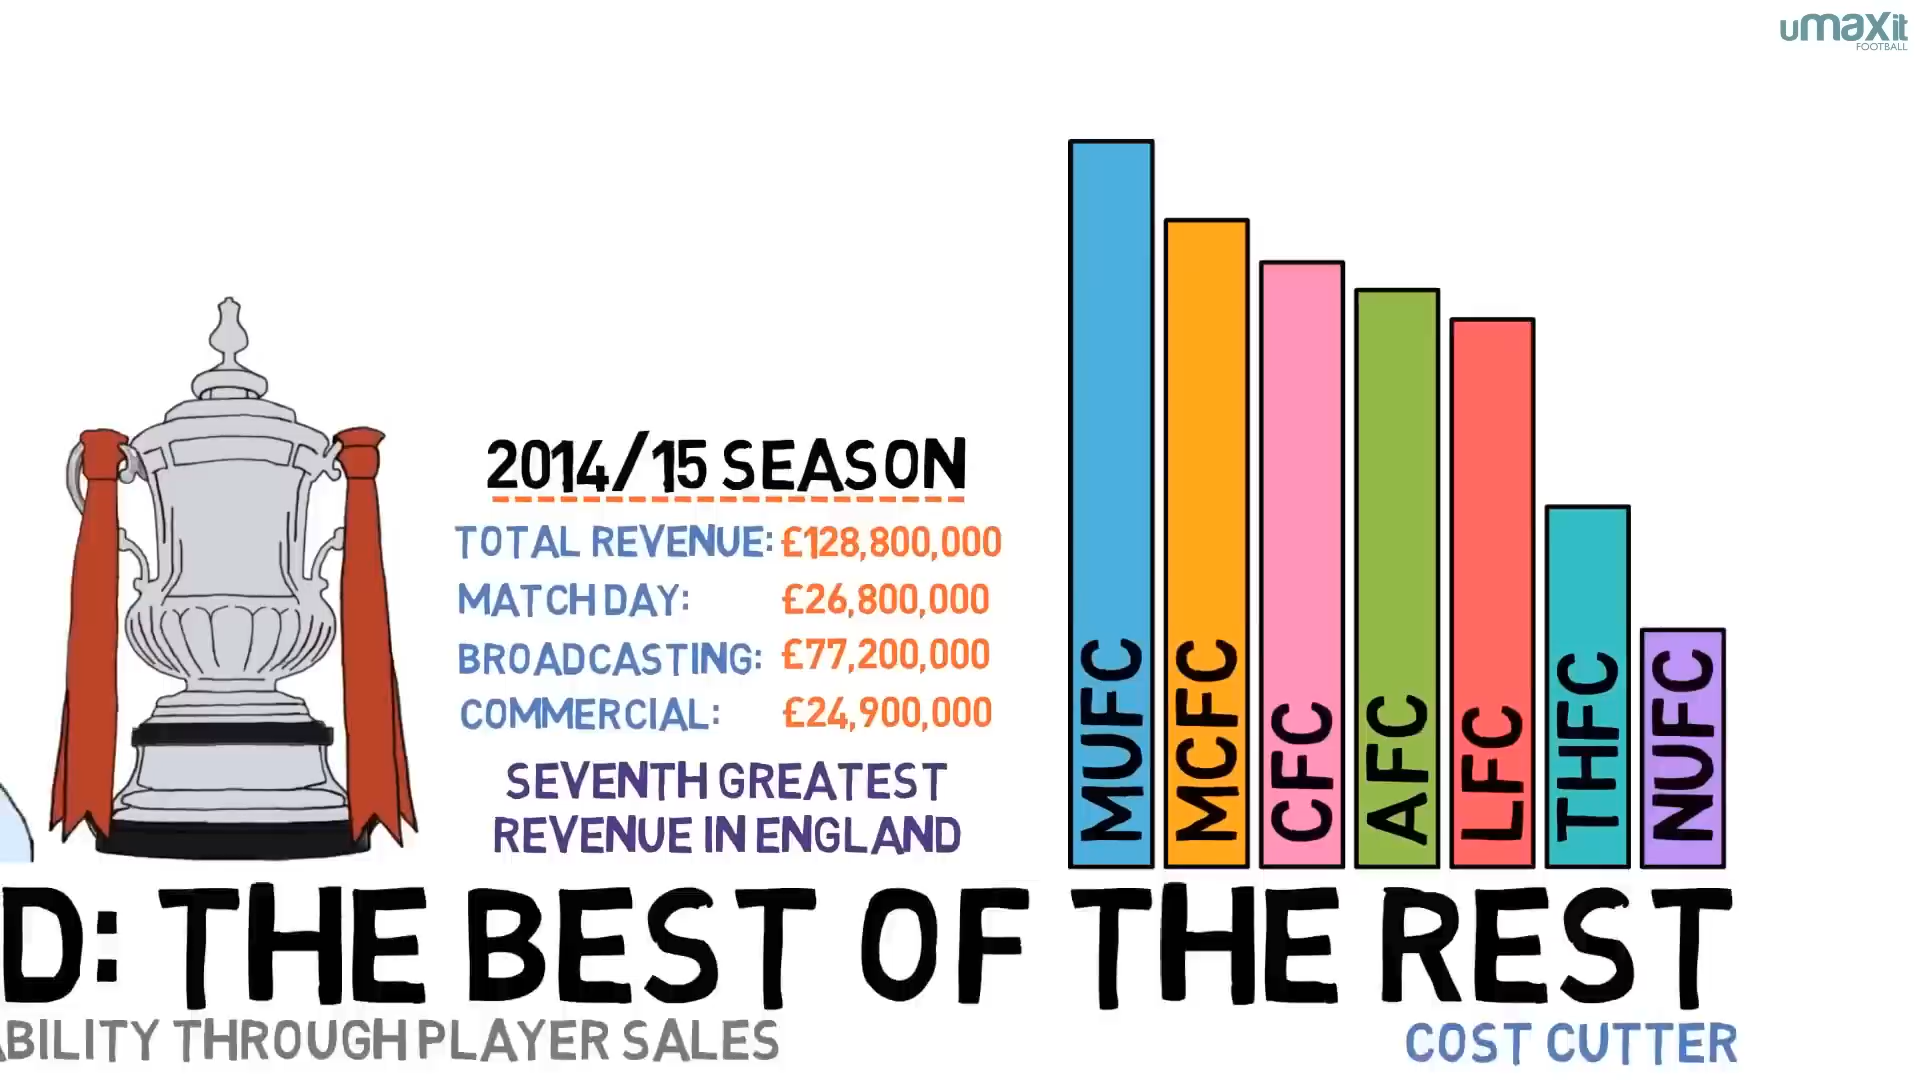 umaxit
FOOTBALL
2014/15 SEASON
TOTAL REVENUE: £128,800,000
MATCH DAY: £26,800,000
BROADCASTING: £77,200,000
COMMERCIAL: £24,900,000
SEVENTH GREATEST
REVENUE IN ENGLAND
MUFC
MCFC
CFC
AFC
LFC
THFC
NUFC
D: THE BEST OF THE REST
ABILITY THROUGH PLAYER SALES
COST CUTTER